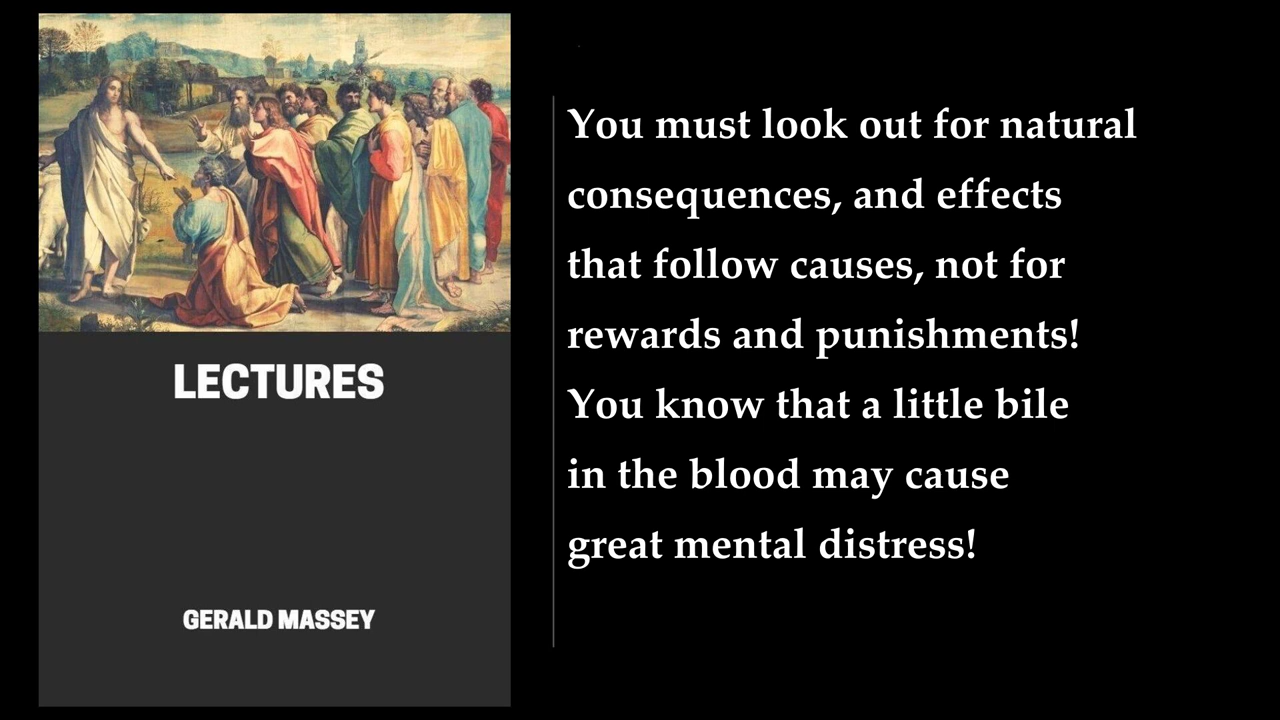 LECTURES
GERALD MASSEY
You must look out for natural
consequences, and effects
that follow causes, not for
rewards and punishments!
You know that a little bile
in the blood may cause
great mental distress!